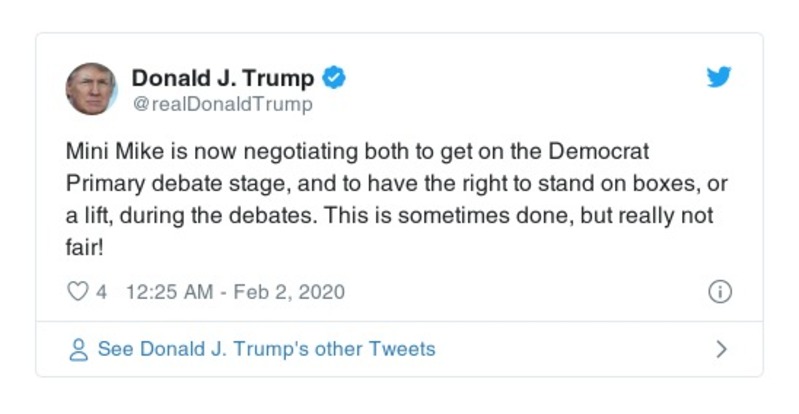 Donald J. Trump
@realDonaldTrump
Mini Mike is now negotiating both to get on the Democrat
Primary debate stage, and to have the right to stand on boxes, or
a lift, during the debates. This is sometimes done, but really not
fair!
4 12:25 AM - Feb 2, 2020
See Donald J. Trump's other Tweets